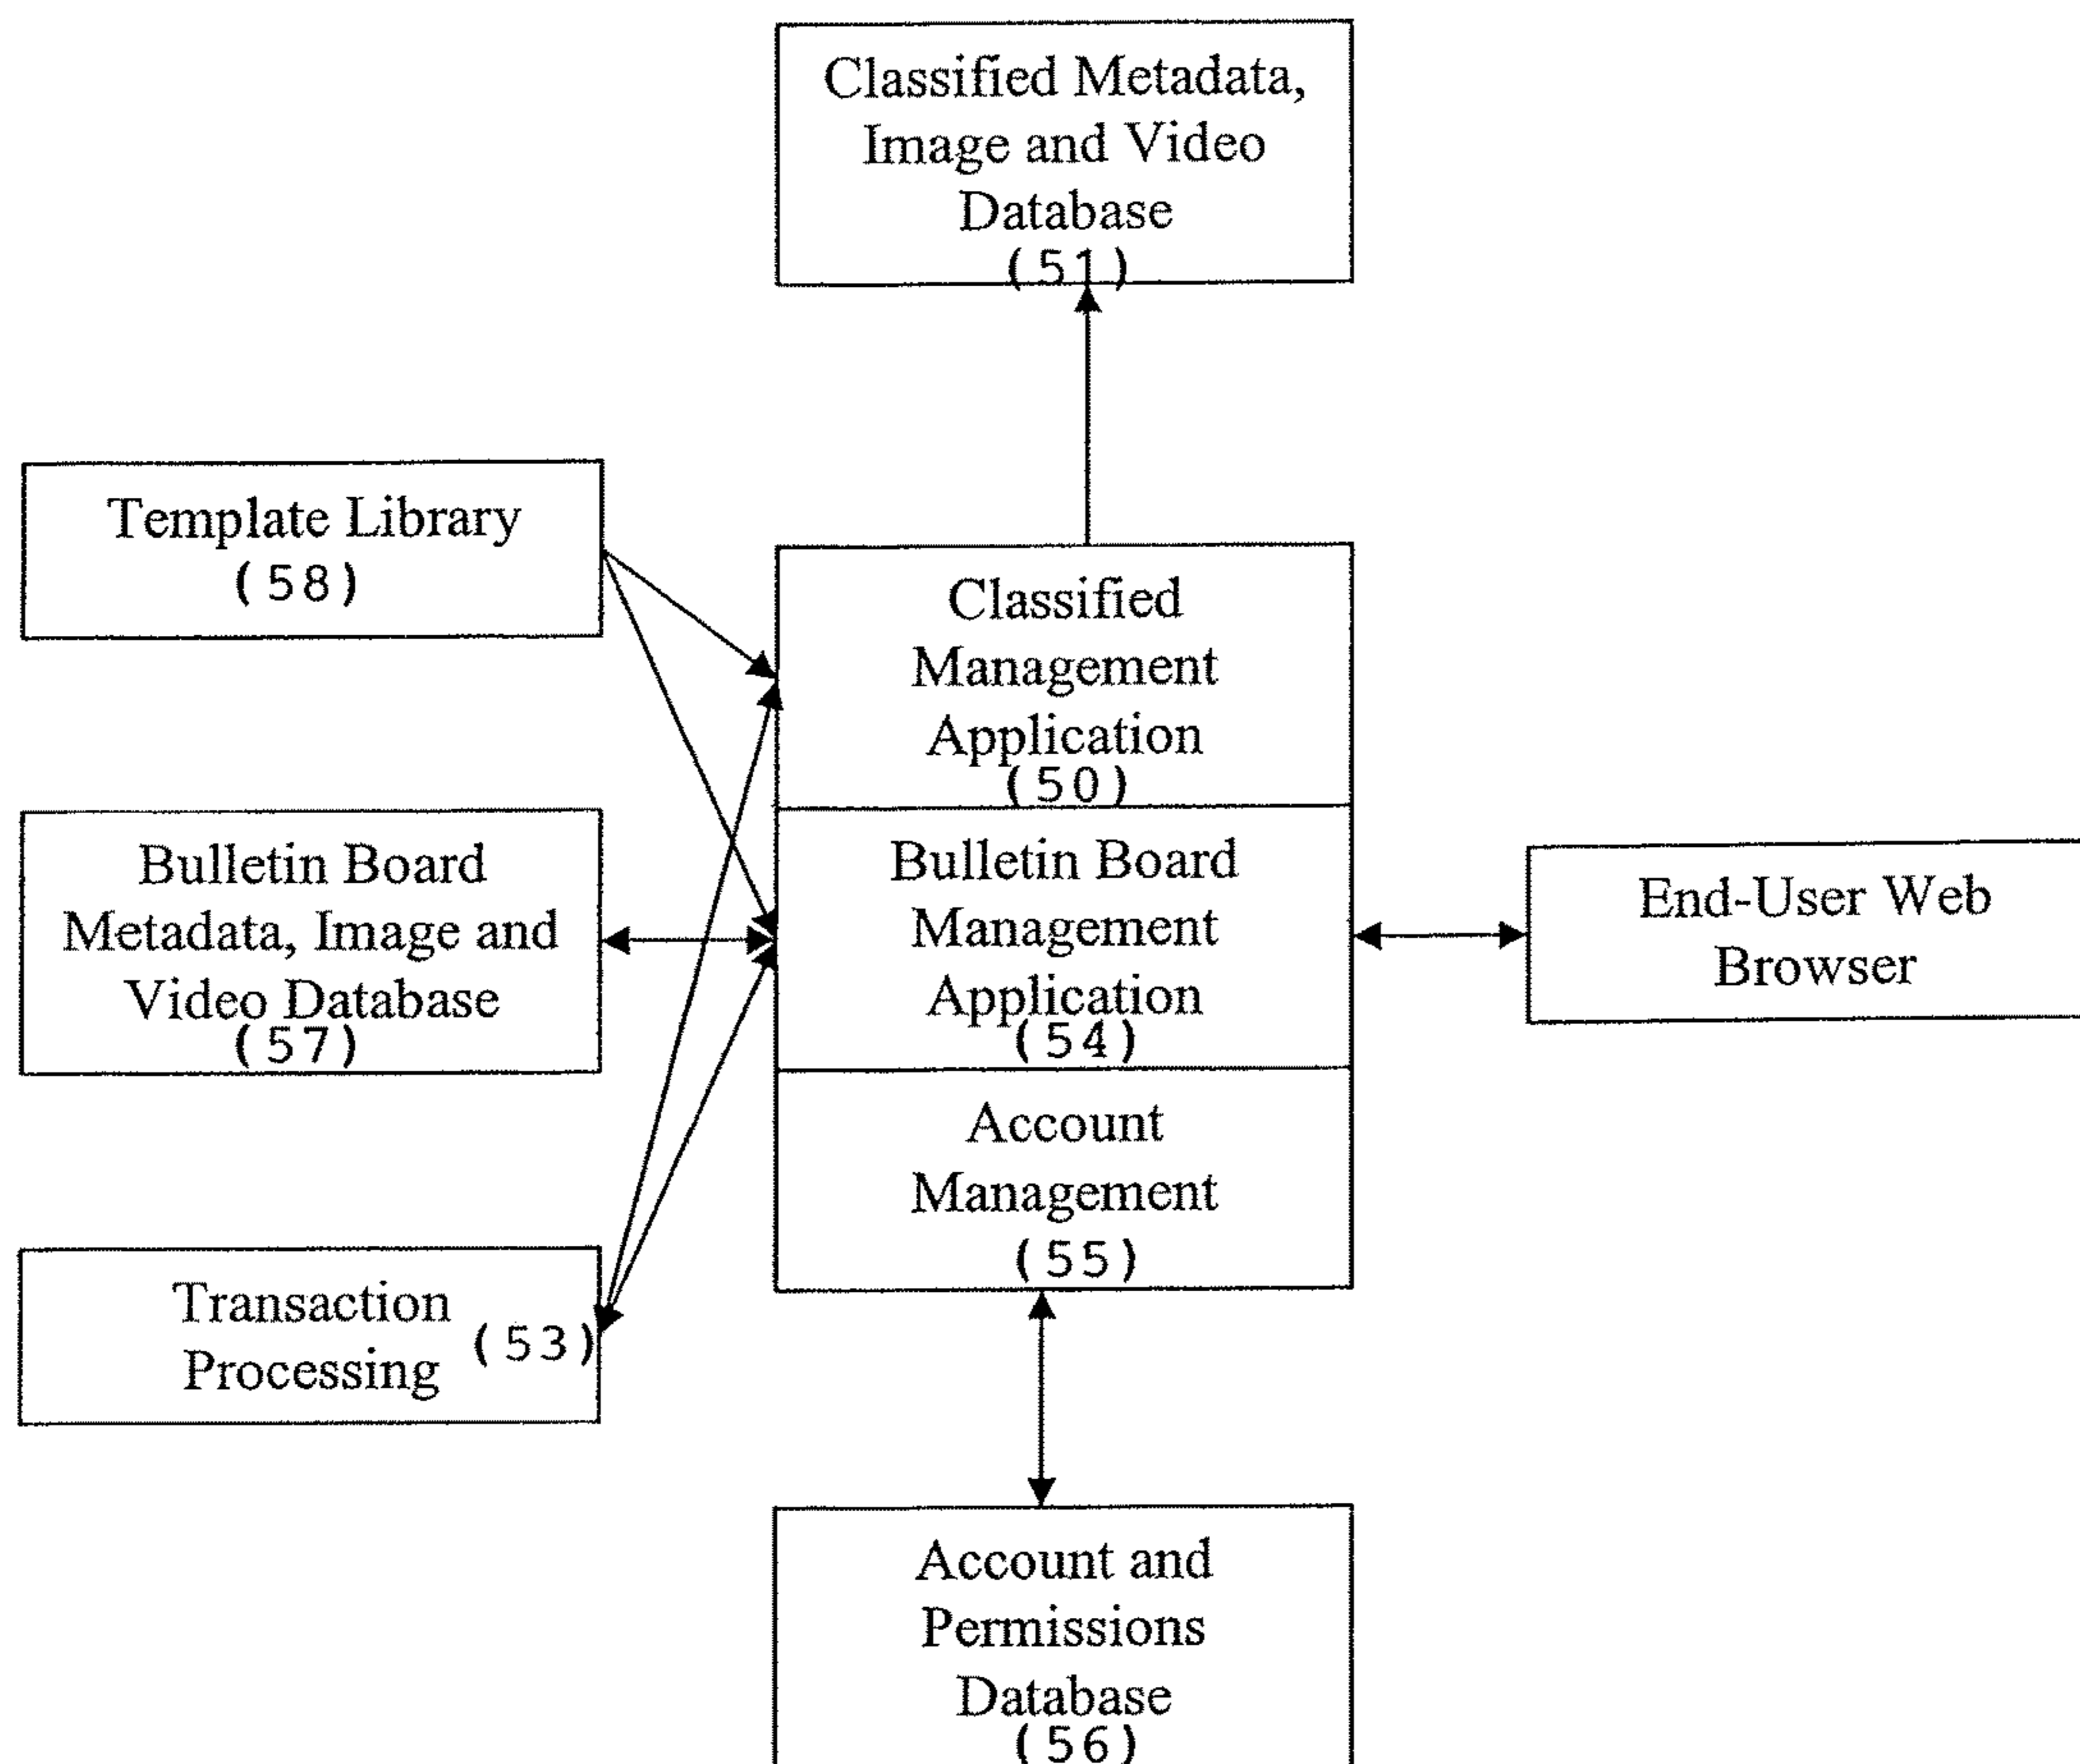 Classified Metadata,
Image and Video
Database
(51)
Template Library
(58)
Classified
Management
Application
(50)
Bulletin Board
Metadata, Image and
Video Database
(57)
Bulletin Board
Management
Application
(54)
End-User Web
Browser
Account
Management
(55)
Transaction
Processing (53)
Account and
Permissions
Database
(56)